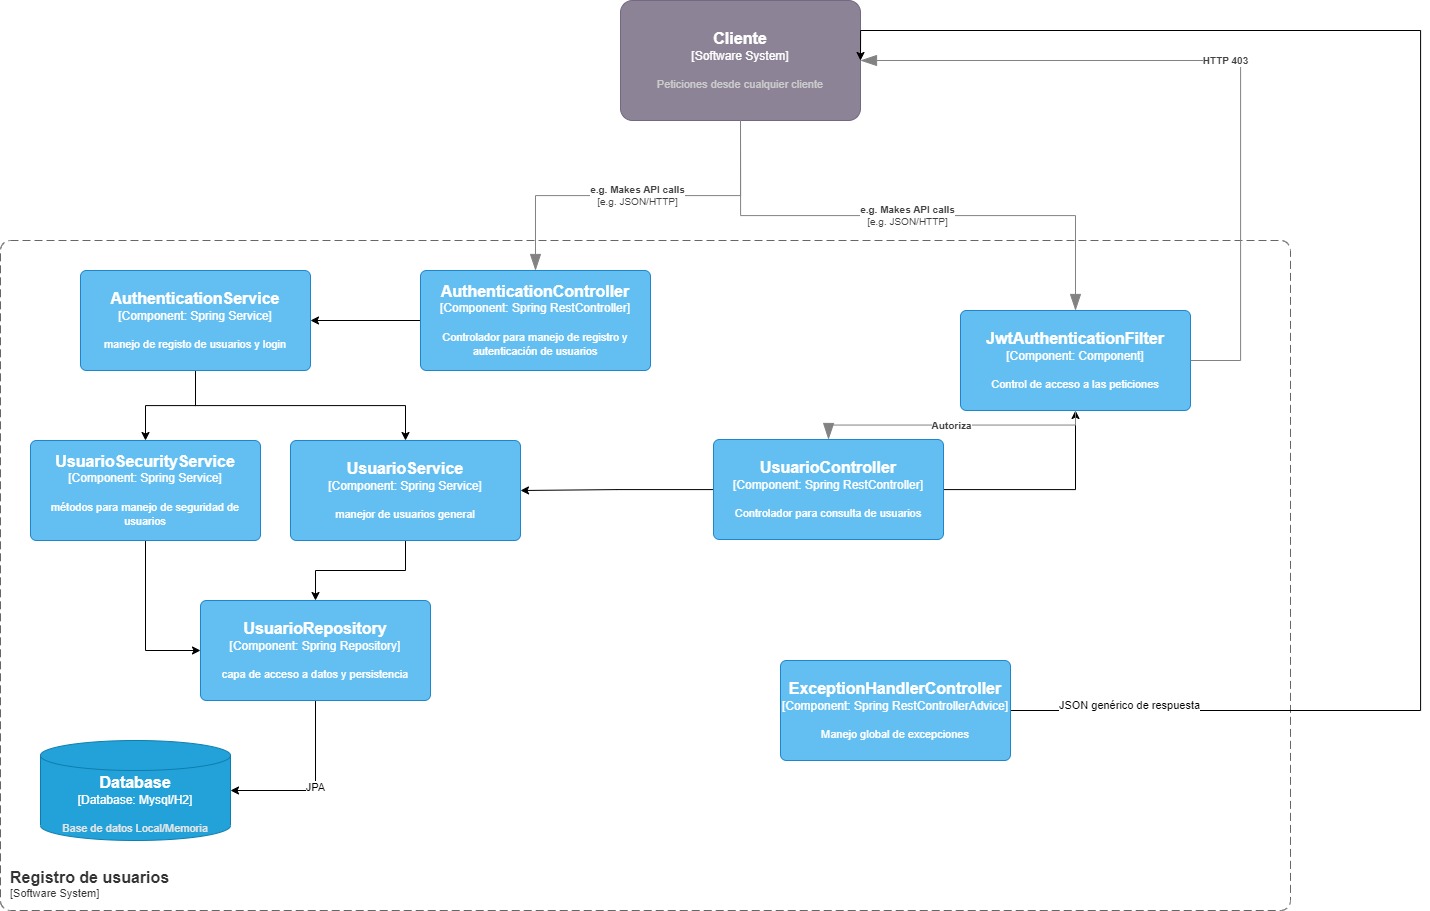 Cliente
[Software System]
Peticiones desde cualquier cliente
HTTP 403
e.g. Makes API calls
[e.g. JSON/HTTP]
e.g. Makes API calls
[e.g. JSON/HTTP]
AuthenticationService
[Component: Spring Service]
manejo de registo de usuarios y login
AuthenticationController
[Component: Spring RestController]
Controlador para manejo de registro y
autenticación de usuarios
JwtAuthenticationFilter
[Component: Component]
Control de acceso a las peticiones
Autoriza
UsuarioSecurityService
[Component: Spring Service]
métodos para manejo de seguridad de
usuarios
UsuarioService
[Component: Spring Service]
manejor de usuarios general
UsuarioController
[Component: Spring RestController]
Controlador para consulta de usuarios
UsuarioRepository
[Component: Spring Repository]
capa de acceso a datos y persistencia
ExceptionHandlerController
[Component: Spring RestControllerAdvice]
Manejo global de excepciones
JSON genérico de respuesta
JPA
Database
[Database: Mysql/H2]
Base de datos Local/Memoria
Registro de usuarios
[Software System]